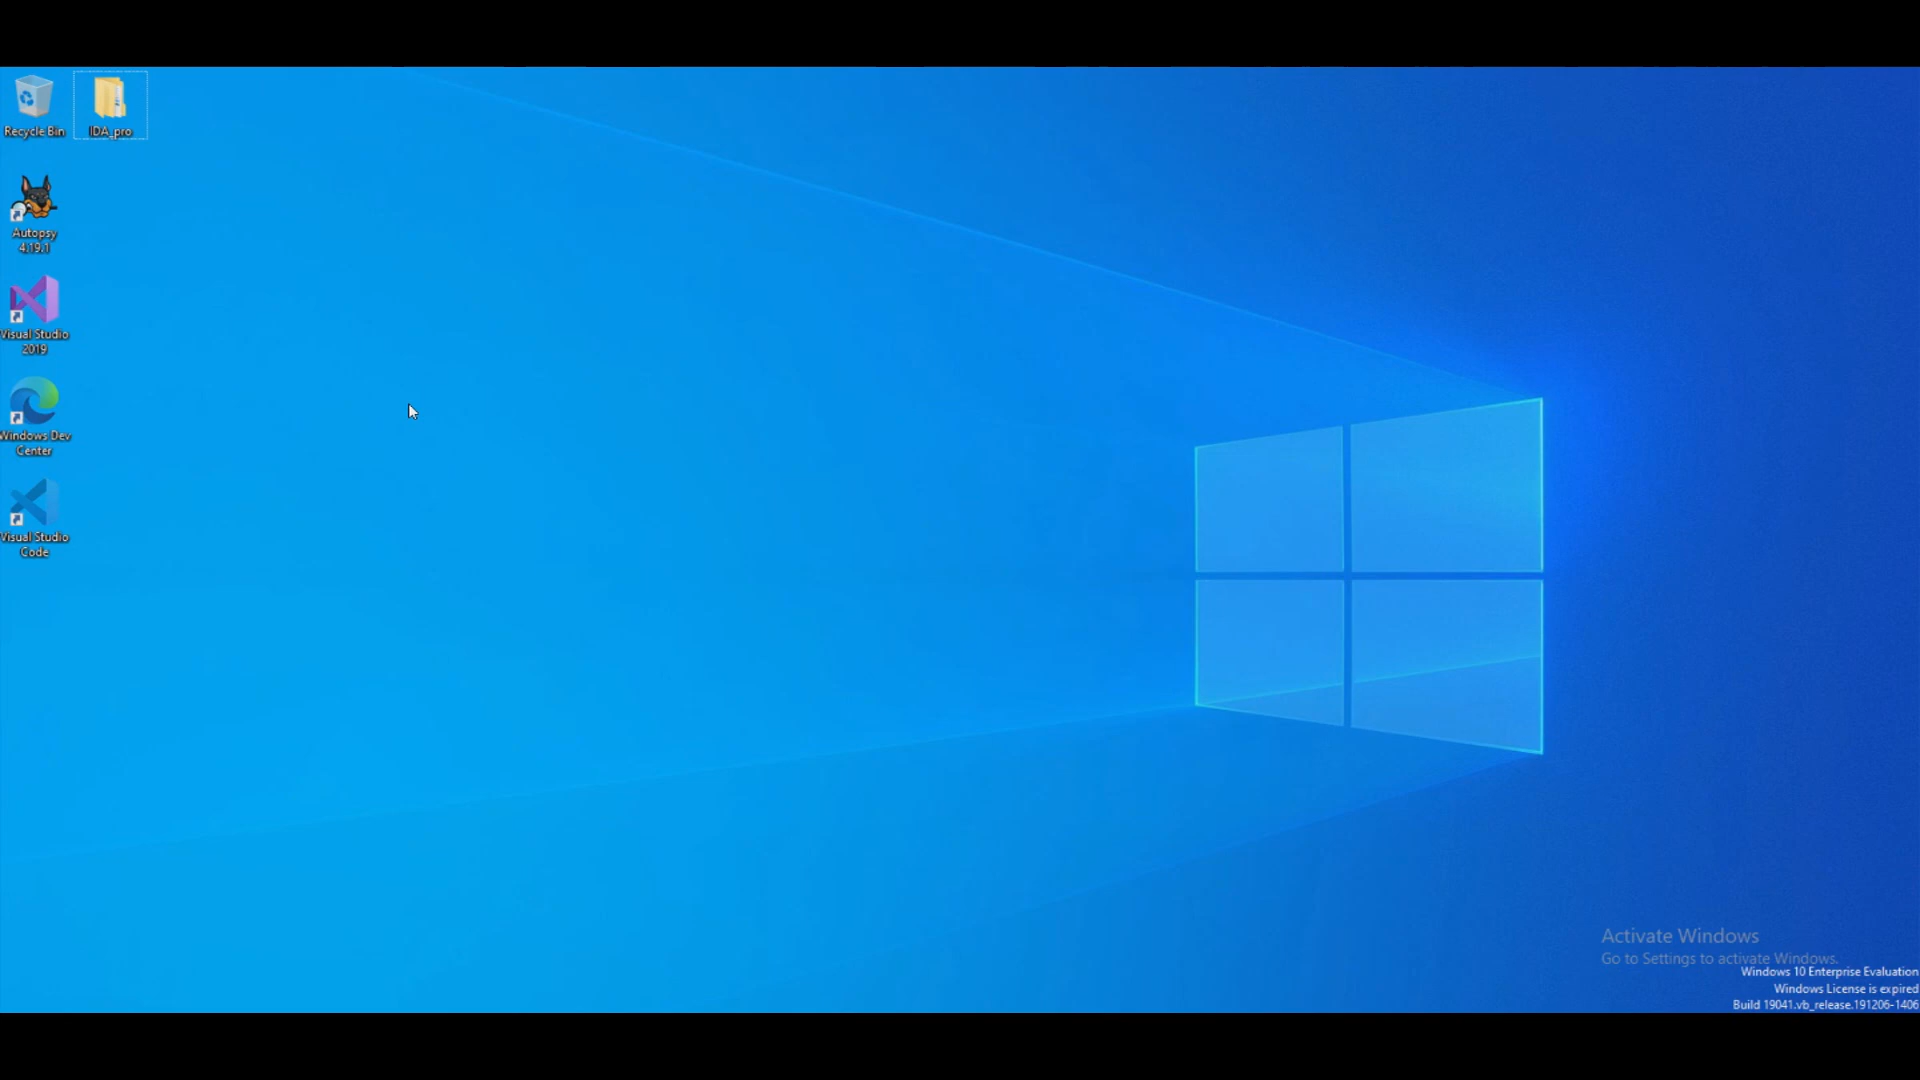 Recycle Bin
IDA_pro
Autopsy
4.19.1
Visual Studio
2019
Windows Dev
Center
Visual Studio
Code
Activate Windows
Go to Settings to activate Windows.
Windows 10 Enterprise Evaluation
Windows License is expired
Build 19041.vb_release.191206-1406